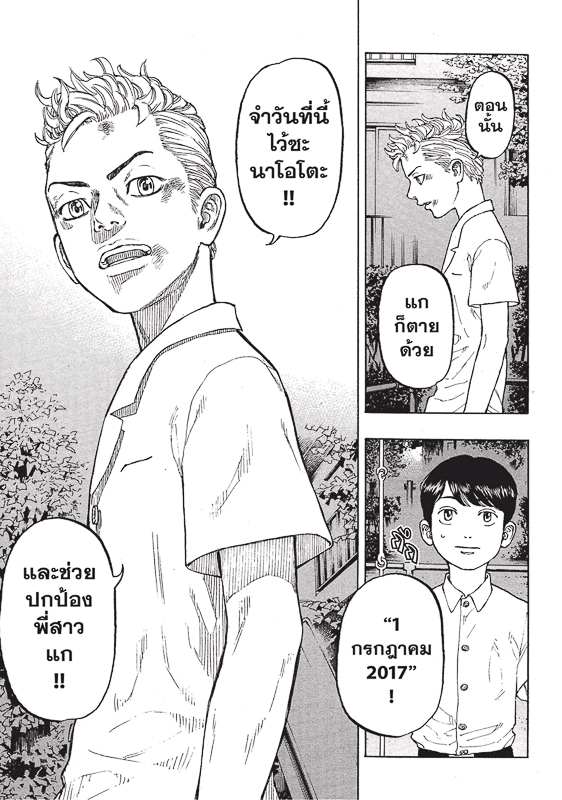 ตอน
นั้น
แก
ก็ตาย
ด้วย
“1
กรกฎาคม
2017”
!
จำวันที่นี้
ไว้ซะ
นาโอโตะ
!!
และช่วย
ปกป้อง
พี่สาว
แก
!!